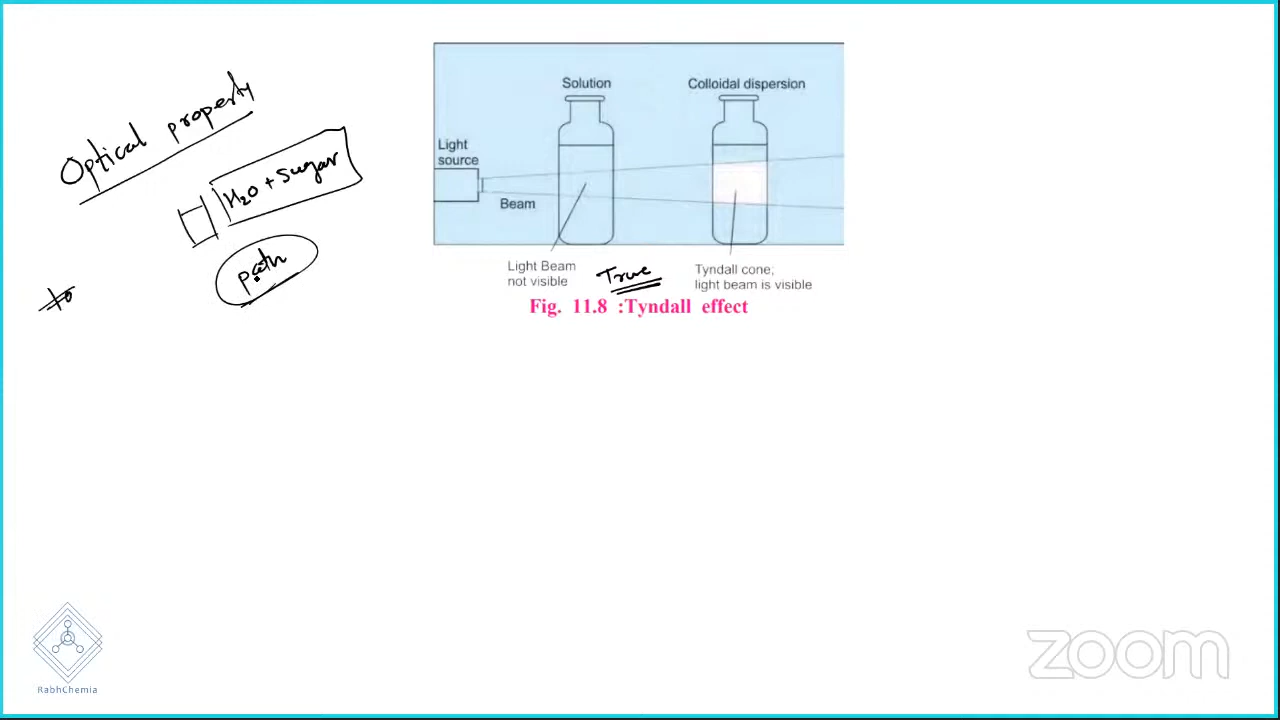 Optical property
H2O + Sugar
path
Solution
Colloidal dispersion
Light
source
Beam
Light Beam
not visible
True
Tyndall cone;
light beam is visible
Fig. 11.8 :Tyndall effect
RabhChemia
zoom